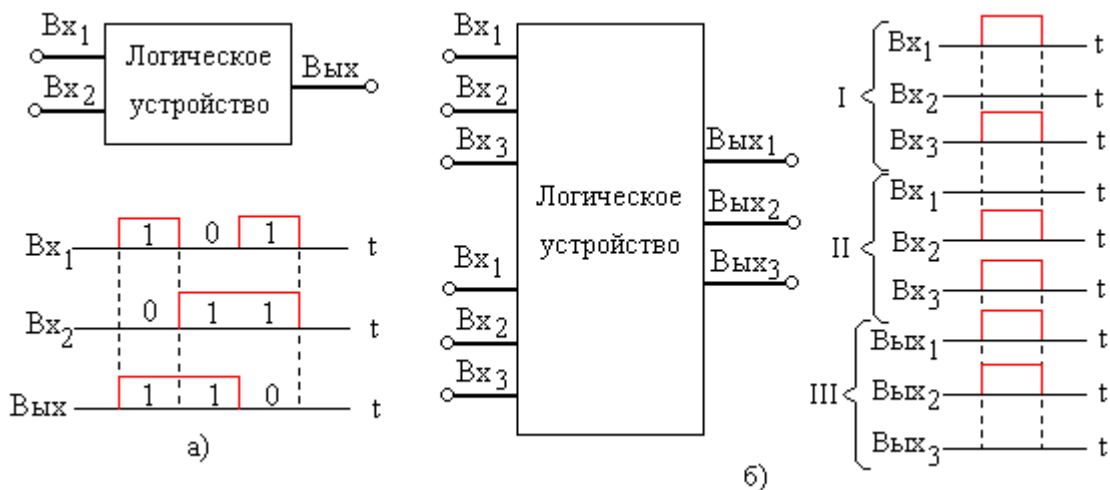 Вх1
Вх2
Логическое
устройство
Вых
Вх1 1 0 1 t
Вх2 0 1 1 t
Вых 1 1 0 t
а)
Вх1
Вх2
Вх3
Вх1
Вх2
Вх3
Логическое
устройство
Вых1
Вых2
Вых3
I
Вх1 t
Вх2 t
Вх3 t
II
Вх1 t
Вх2 t
Вх3 t
III
Вых1 t
Вых2 t
Вых3 t
б)